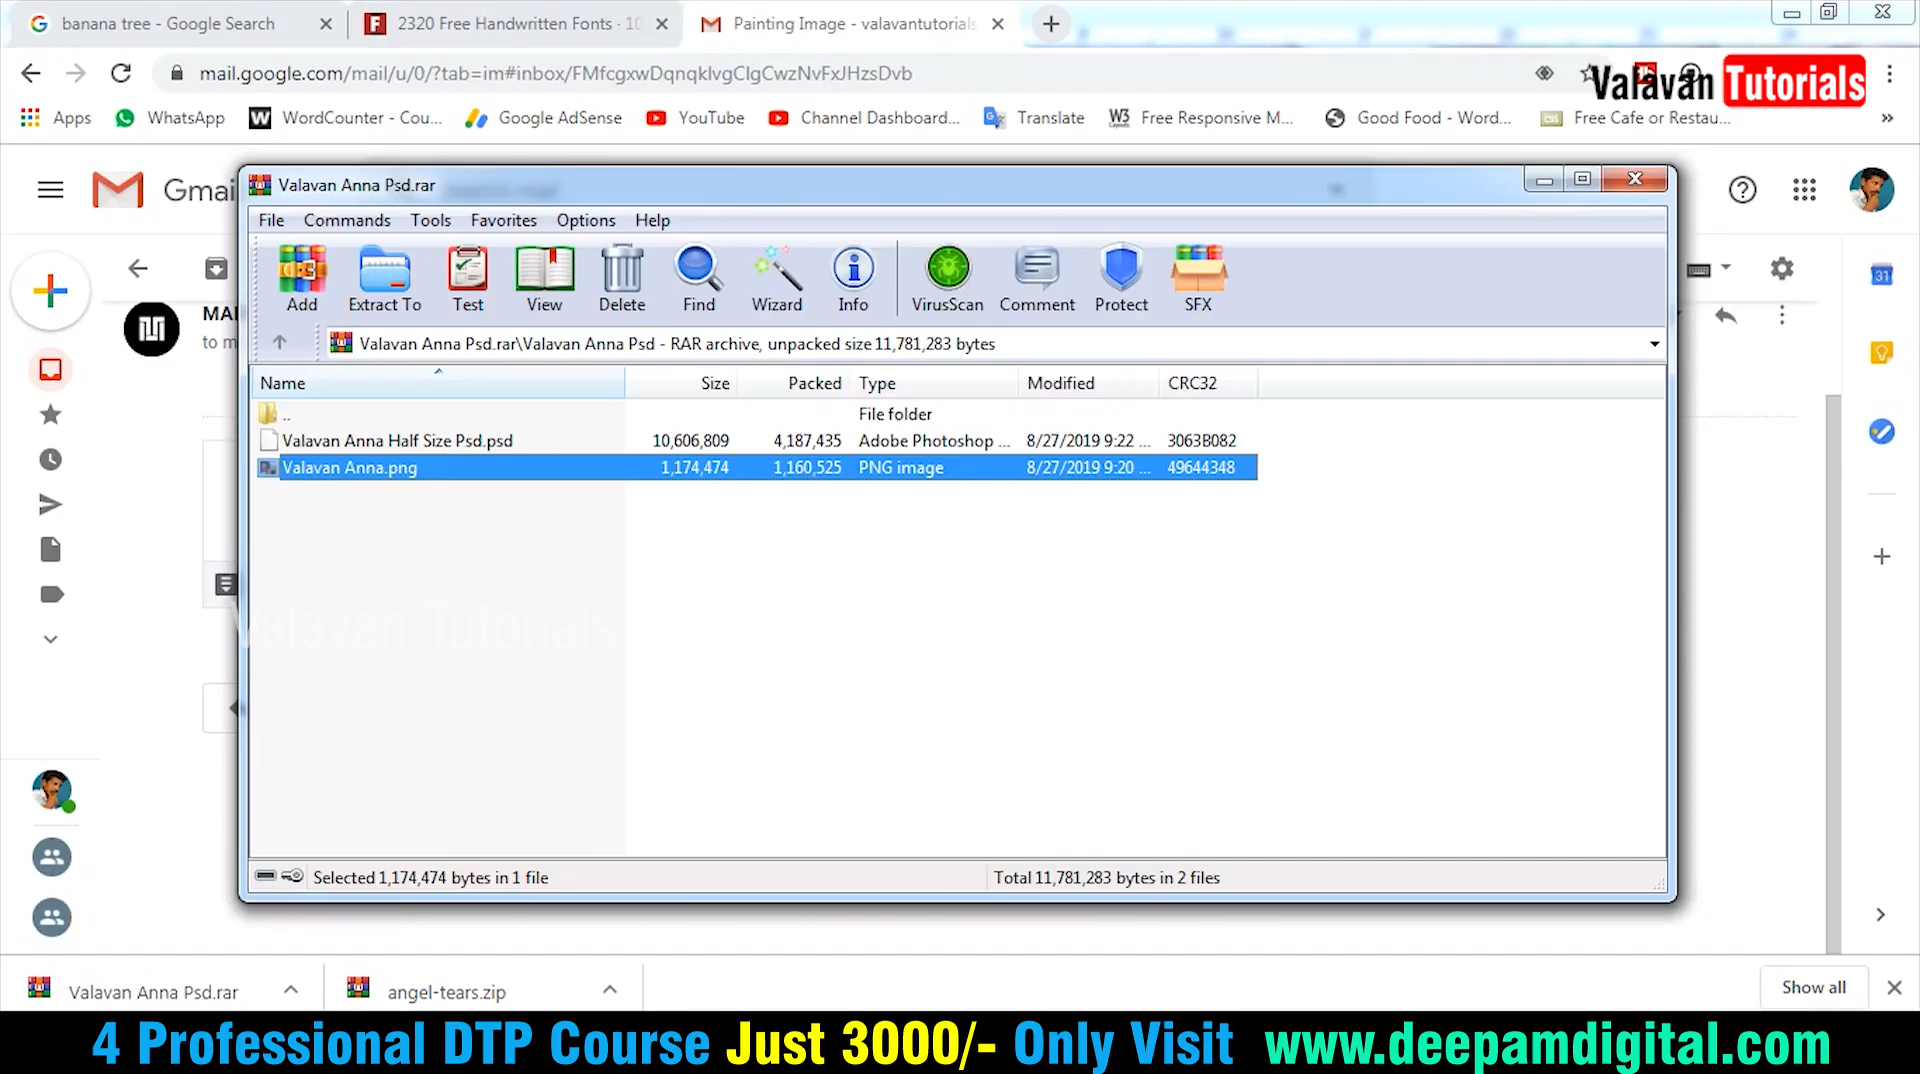 banana tree - Google Search
2320 Free Handwritten Fonts · 10
Painting Image - valavantutorials
mail.google.com/mail/u/0/?tab=im#inbox/FMfcgxwDqnqklvgClgCwzNvFxJHzsDvb
Valavan Tutorials
Apps
WhatsApp
WordCounter - Cou...
Google AdSense
YouTube
Channel Dashboard...
Translate
Free Responsive M...
Good Food - Word...
Free Cafe or Restau...
»
Gmai
Valavan Anna Psd.rar
File Commands Tools Favorites Options Help
Add
Extract To
Test
View
Delete
Find
Wizard
Info
VirusScan
Comment
Protect
SFX
31
MAI
to m
Valavan Anna Psd.rar\Valavan Anna Psd - RAR archive, unpacked size 11,781,283 bytes
Name Size Packed Type Modified CRC32
.. File folder
Valavan Anna Half Size Psd.psd 10,606,809 4,187,435 Adobe Photoshop ... 8/27/2019 9:22 ... 3063B082
Valavan Anna.png 1,174,474 1,160,525 PNG image 8/27/2019 9:20 ... 49644348
Valavan Tutorials
Selected 1,174,474 bytes in 1 file
Total 11,781,283 bytes in 2 files
Valavan Anna Psd.rar
angel-tears.zip
Show all
4 Professional DTP Course Just 3000/- Only Visit www.deepamdigital.com